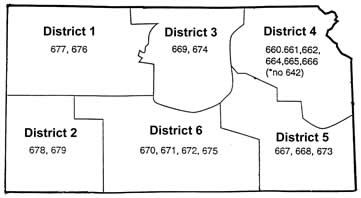 District 1
677, 676
District 3
669, 674
District 4
660.661,662,
664,665,666
(*no 642)
District 2
678, 679
District 6
670, 671, 672, 675
District 5
667, 668, 673